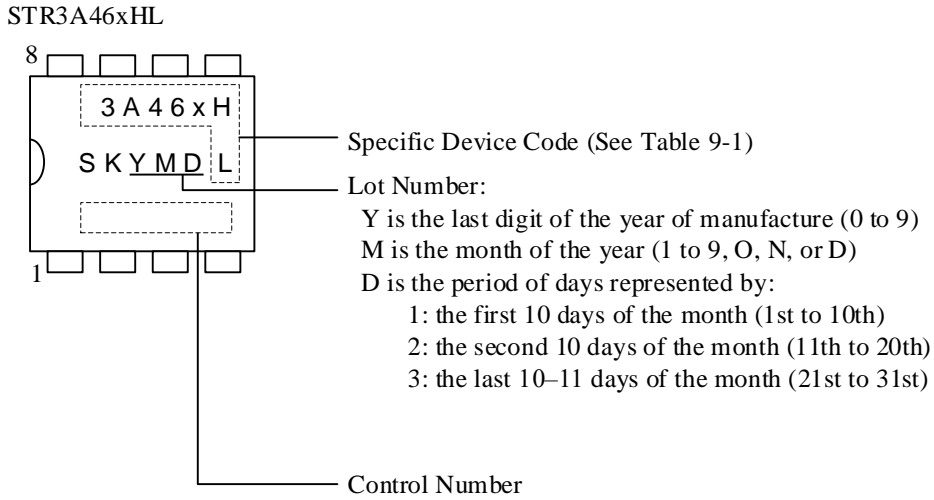 STR3A46xHL
8
3 A 4 6 x H
S K Y M D L
1
Specific Device Code (See Table 9-1)
Lot Number:
Y is the last digit of the year of manufacture (0 to 9)
M is the month of the year (1 to 9, O, N, or D)
D is the period of days represented by:
1: the first 10 days of the month (1st to 10th)
2: the second 10 days of the month (11th to 20th)
3: the last 10–11 days of the month (21st to 31st)
Control Number